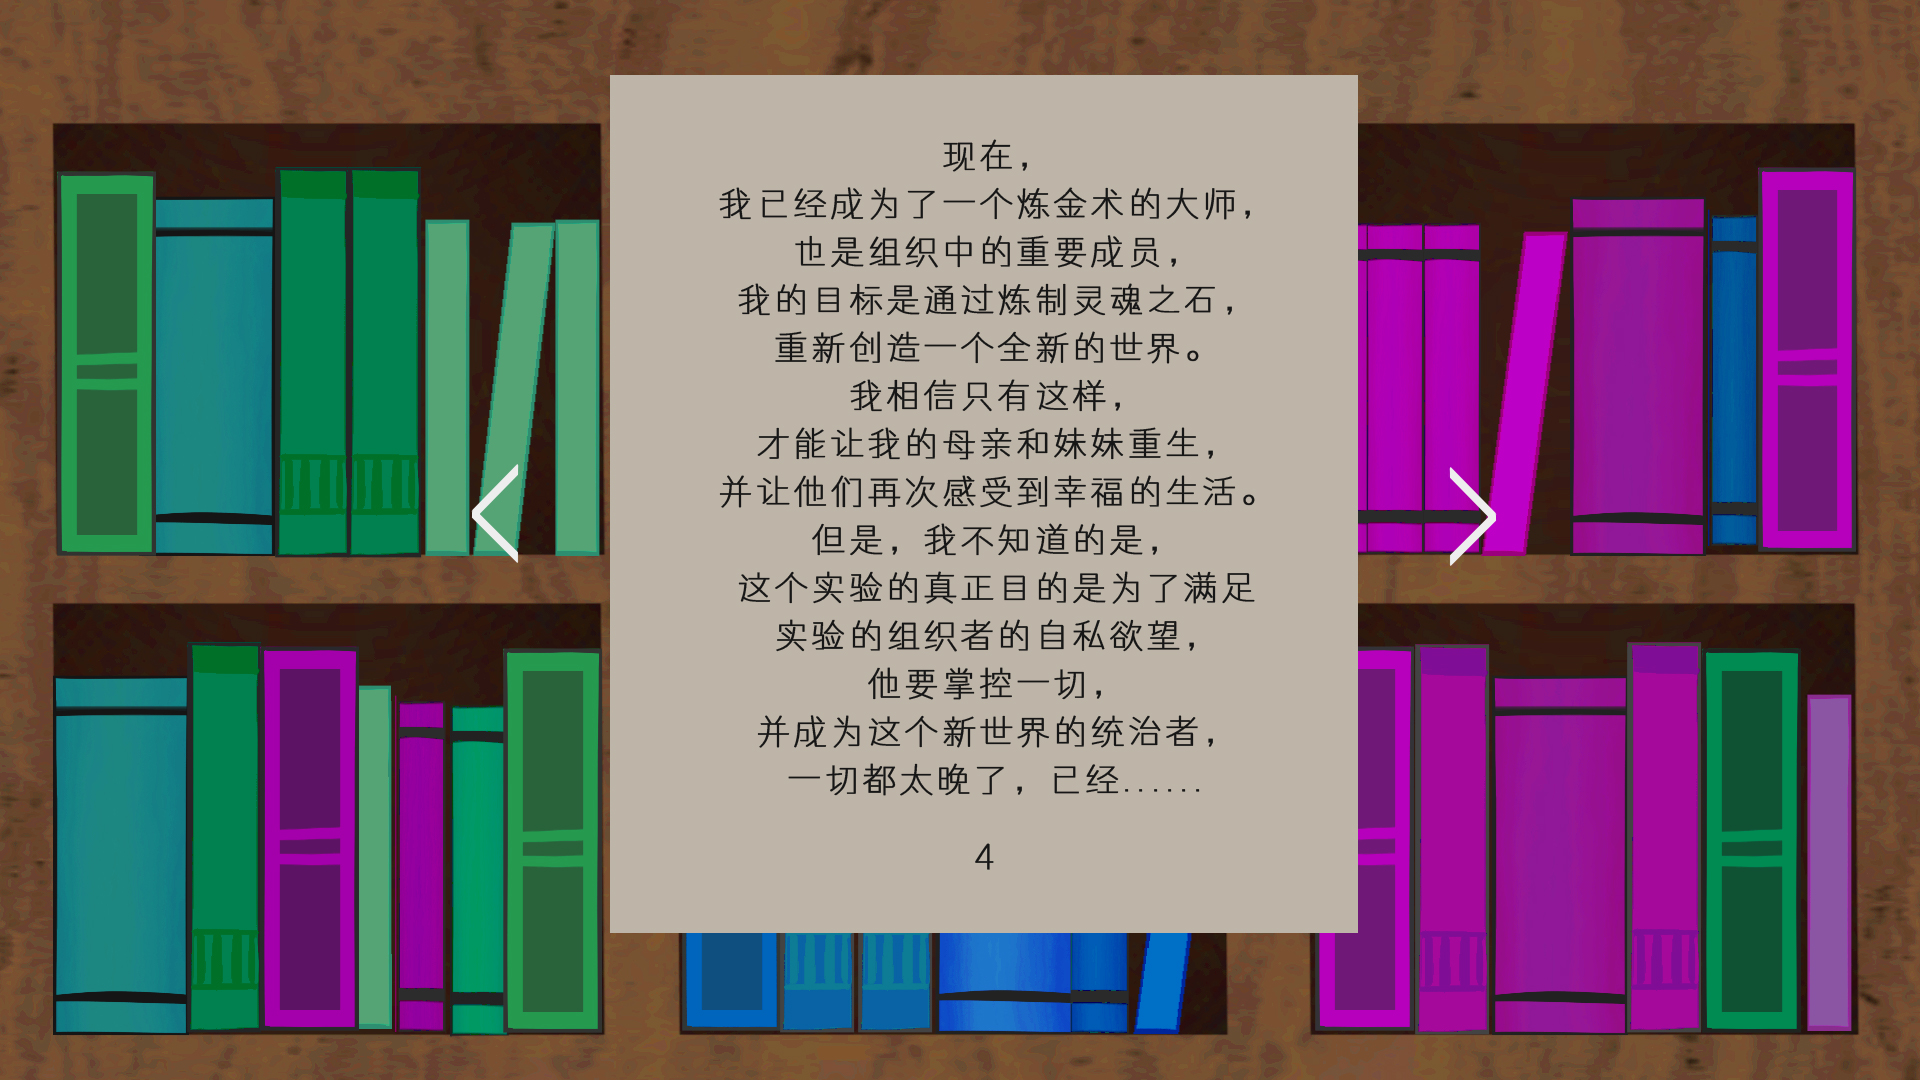 现在，
我已经成为了一个炼金术的大师，
也是组织中的重要成员，
我的目标是通过炼制灵魂之石，
重新创造一个全新的世界。
我相信只有这样，
才能让我的母亲和妹妹重生，
并让他们再次感受到幸福的生活。
但是，我不知道的是，
这个实验的真正目的是为了满足
实验的组织者的自私欲望，
他要掌控一切，
并成为这个新世界的统治者，
一切都太晚了，已经......
4